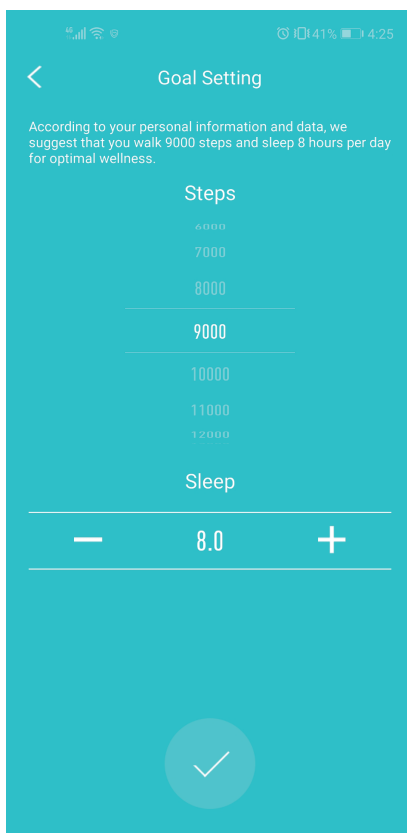 4G 41% 4:25
Goal Setting
According to your personal information and data, we
suggest that you walk 9000 steps and sleep 8 hours per day
for optimal wellness.
Steps
6000
7000
8000
9000
10000
11000
12000
Sleep
8.0